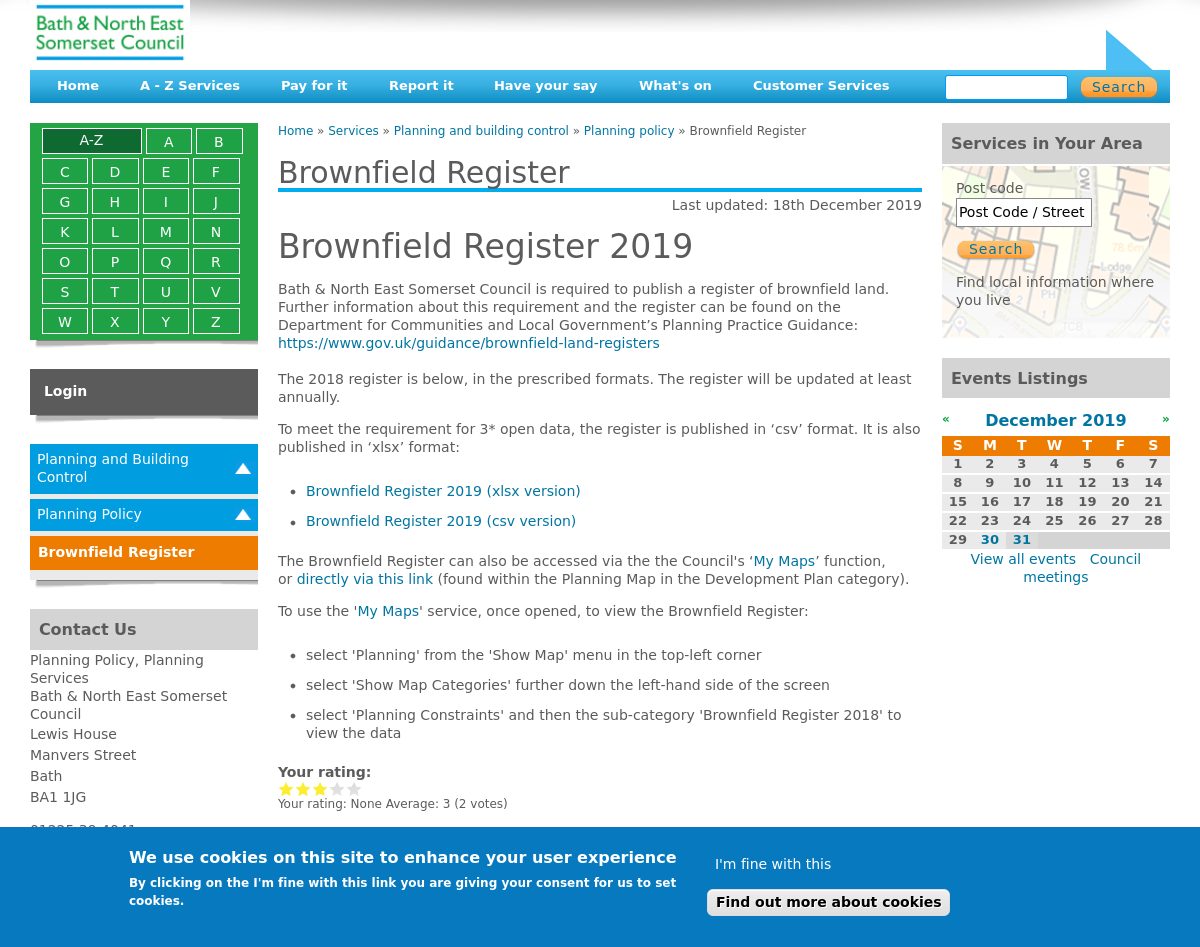 Bath & North East
Somerset Council
Home A - Z Services Pay for it Report it Have your say What's on Customer Services Search
A-Z A B
C D E F
G H I J
K L M N
O P Q R
S T U V
W X Y Z
Login
Planning and Building
Control
Planning Policy
Brownfield Register
Contact Us
Planning Policy, Planning
Services
Bath & North East Somerset
Council
Lewis House
Manvers Street
Bath
BA1 1JG
Home » Services » Planning and building control » Planning policy » Brownfield Register
Brownfield Register
Last updated: 18th December 2019
Brownfield Register 2019
Bath & North East Somerset Council is required to publish a register of brownfield land.
Further information about this requirement and the register can be found on the
Department for Communities and Local Government’s Planning Practice Guidance:
https://www.gov.uk/guidance/brownfield-land-registers
The 2018 register is below, in the prescribed formats. The register will be updated at least
annually.
To meet the requirement for 3* open data, the register is published in ‘csv’ format. It is also
published in ‘xlsx’ format:
• Brownfield Register 2019 (xlsx version)
• Brownfield Register 2019 (csv version)
The Brownfield Register can also be accessed via the the Council's ‘My Maps’ function,
or directly via this link (found within the Planning Map in the Development Plan category).
To use the 'My Maps' service, once opened, to view the Brownfield Register:
• select 'Planning' from the 'Show Map' menu in the top-left corner
• select 'Show Map Categories' further down the left-hand side of the screen
• select 'Planning Constraints' and then the sub-category 'Brownfield Register 2018' to
view the data
Your rating:
Your rating: None Average: 3 (2 votes)
Services in Your Area
Post code
Post Code / Street
Search
Find local information where
you live
Events Listings
« December 2019 »
S M T W T F S
1 2 3 4 5 6 7
8 9 10 11 12 13 14
15 16 17 18 19 20 21
22 23 24 25 26 27 28
29 30 31
View all events Council
meetings
We use cookies on this site to enhance your user experience
By clicking on the I'm fine with this link you are giving your consent for us to set
cookies.
I'm fine with this
Find out more about cookies